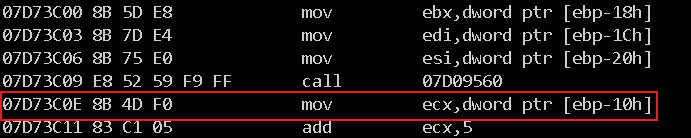 07D73C00 8B 5D E8 mov ebx,dword ptr [ebp-18h]
07D73C03 8B 7D E4 mov edi,dword ptr [ebp-1Ch]
07D73C06 8B 75 E0 mov esi,dword ptr [ebp-20h]
07D73C09 E8 52 59 F9 FF call 07D09560
07D73C0E 8B 4D F0 mov ecx,dword ptr [ebp-10h]
07D73C11 83 C1 05 add ecx,5